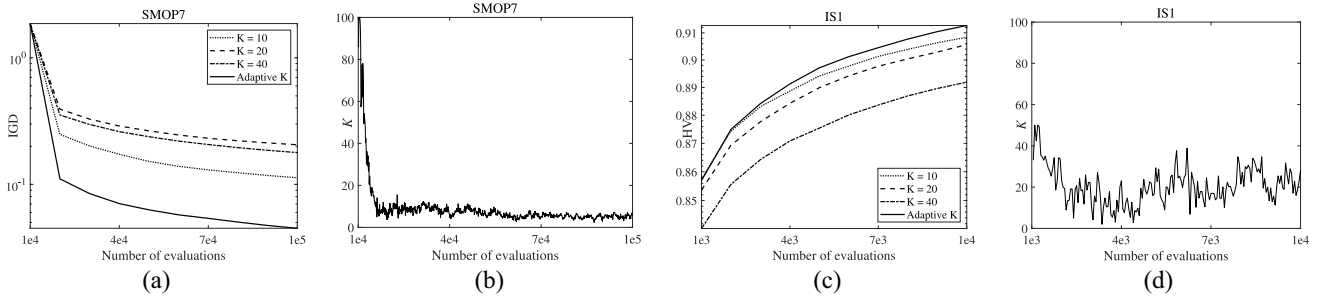 SMOP7
IGD
10^0
10^-1
K = 10
K = 20
K = 40
Adaptive K
1e4 4e4 7e4 1e5
Number of evaluations
(a)
SMOP7
K
100
80
60
40
20
0
1e4 4e4 7e4 1e5
Number of evaluations
(b)
IS1
HV
0.91
0.9
0.89
0.88
0.87
0.86
0.85
K = 10
K = 20
K = 40
Adaptive K
1e3 4e3 7e3 1e4
Number of evaluations
(c)
IS1
K
100
80
60
40
20
0
1e3 4e3 7e3 1e4
Number of evaluations
(d)